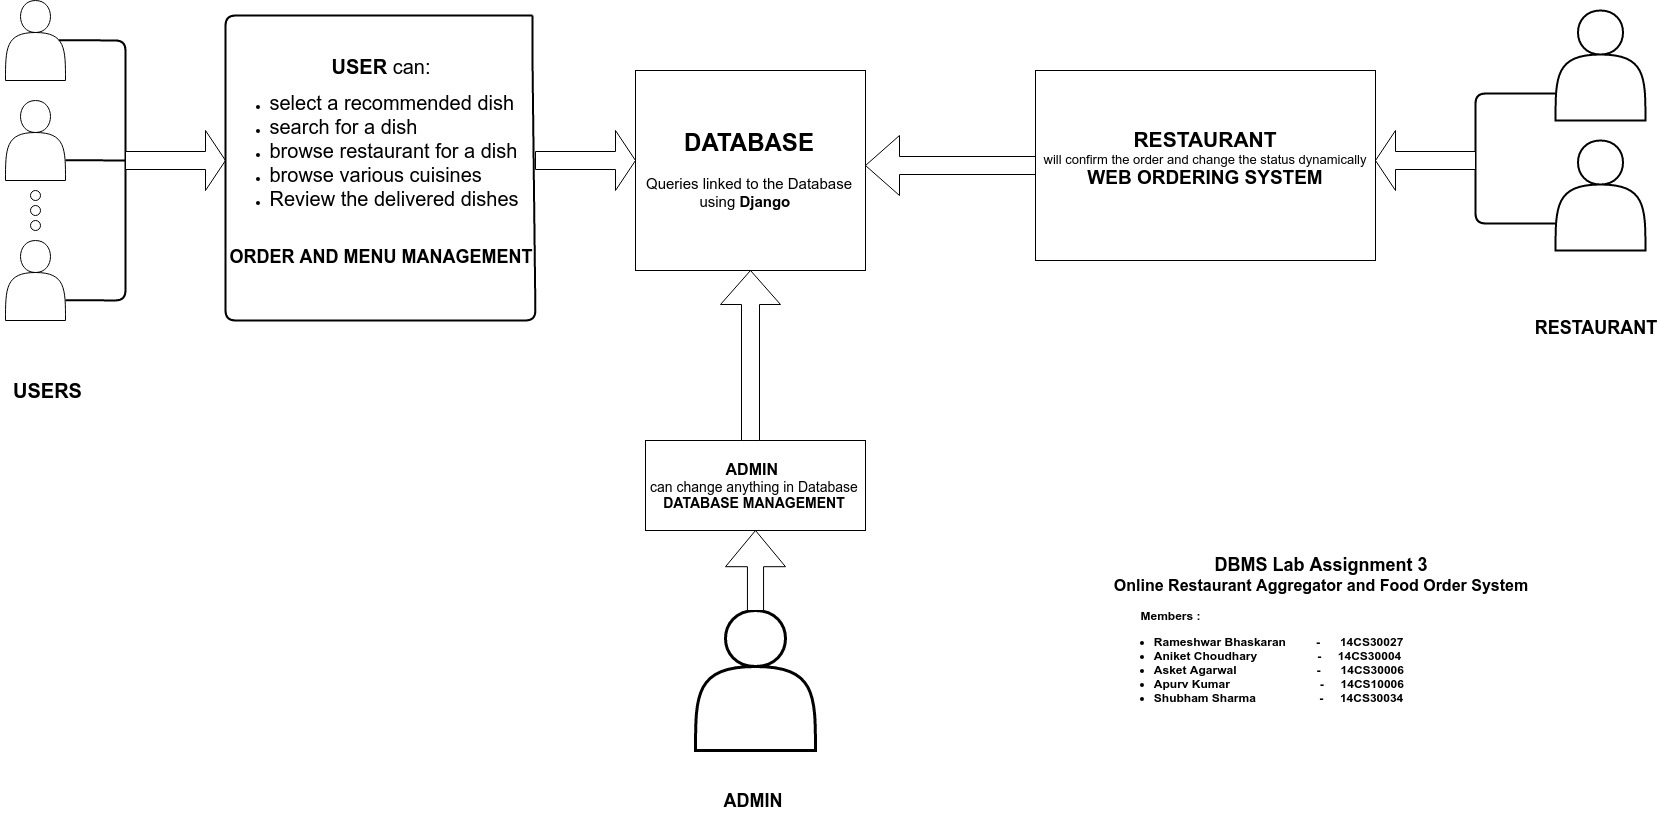 USER can:
• select a recommended dish
• search for a dish
• browse restaurant for a dish
• browse various cuisines
• Review the delivered dishes
ORDER AND MENU MANAGEMENT
USERS
DATABASE
Queries linked to the Database
using Django
RESTAURANT
will confirm the order and change the status dynamically
WEB ORDERING SYSTEM
RESTAURANT
ADMIN
can change anything in Database
DATABASE MANAGEMENT
ADMIN
DBMS Lab Assignment 3
Online Restaurant Aggregator and Food Order System
Members :
• Rameshwar Bhaskaran - 14CS30027
• Aniket Choudhary - 14CS30004
• Asket Agarwal - 14CS30006
• Apurv Kumar - 14CS10006
• Shubham Sharma - 14CS30034